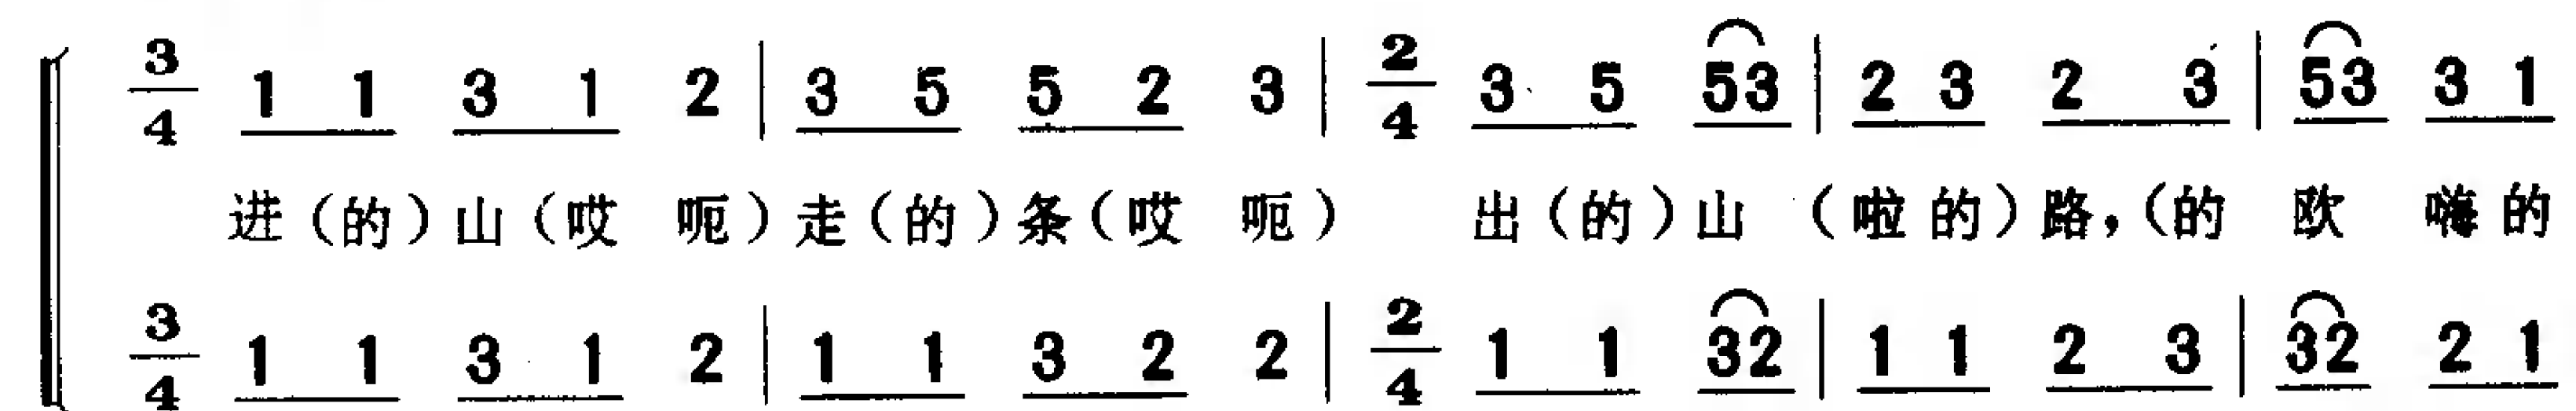 3/4 1 1 3 1 2 | 3 5 5 2 3 | 2/4 3 5 53 | 2 3 2 3 | 53 3 1
进（的）山（哎 呃）走（的）条（哎 呃） 出（的）山（啦的）路，（的 欧 嗨的
3/4 1 1 3 1 2 | 1 1 3 2 2 | 2/4 1 1 32 | 1 1 2 3 | 32 2 1